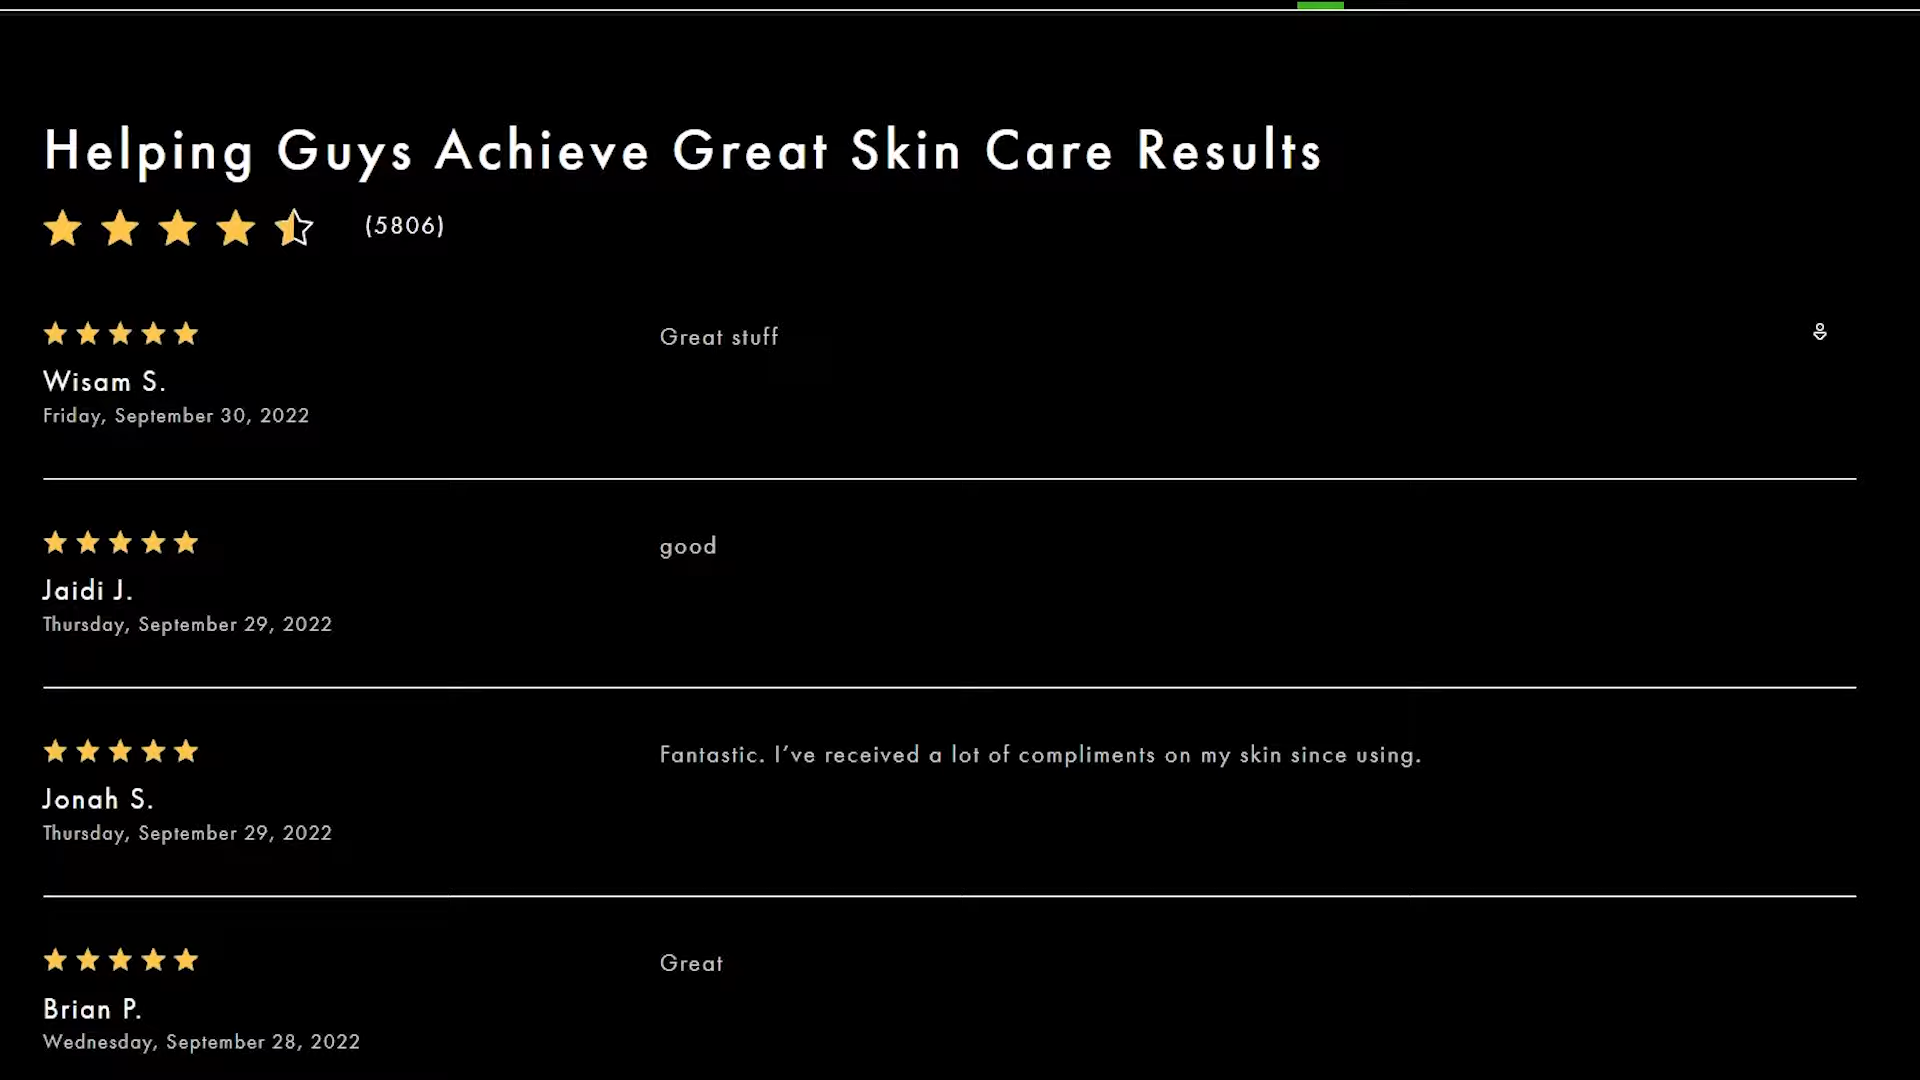 Helping Guys Achieve Great Skin Care Results
(5806)
Great stuff
Wisam S.
Friday, September 30, 2022
good
Jaidi J.
Thursday, September 29, 2022
Fantastic. I’ve received a lot of compliments on my skin since using.
Jonah S.
Thursday, September 29, 2022
Great
Brian P.
Wednesday, September 28, 2022